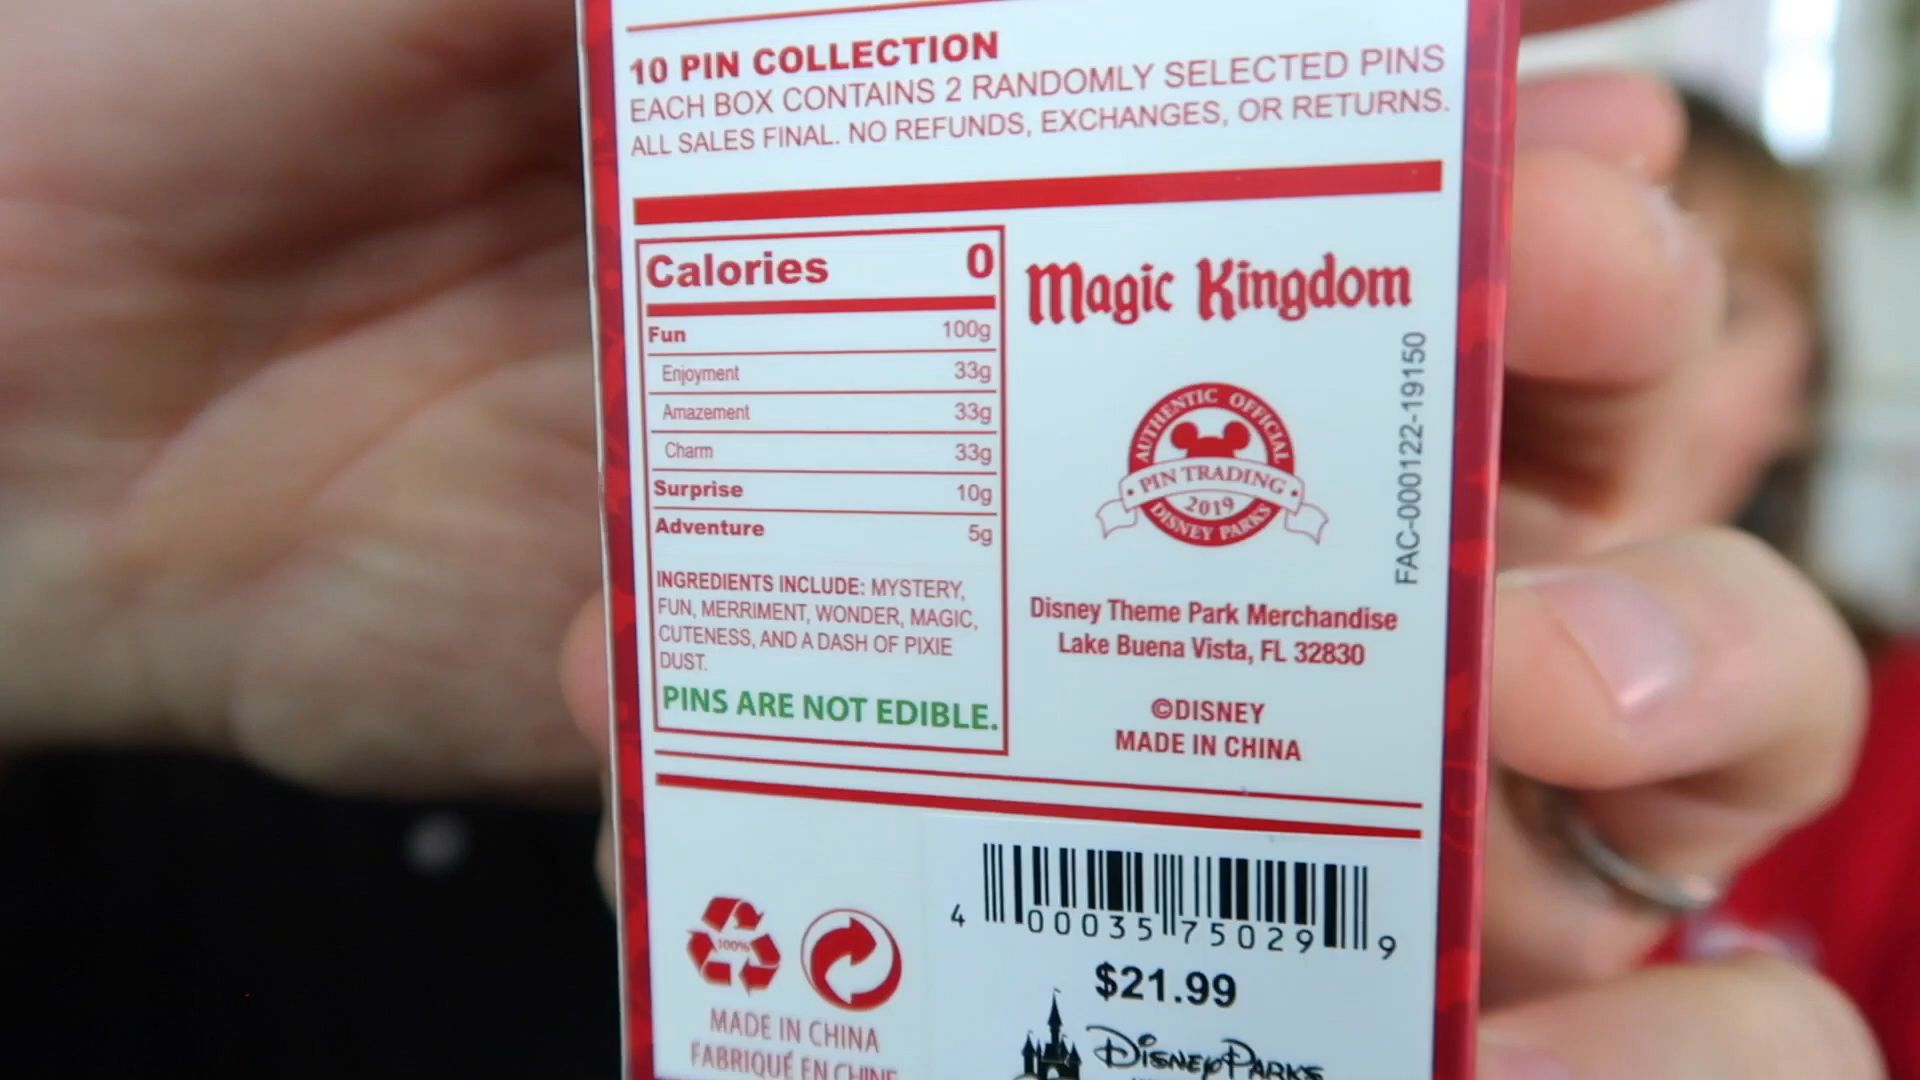 10 PIN COLLECTION
EACH BOX CONTAINS 2 RANDOMLY SELECTED PINS
ALL SALES FINAL. NO REFUNDS, EXCHANGES, OR RETURNS.
Calories 0
Fun 100g
Enjoyment 33g
Amazement 33g
Charm 33g
Surprise 10g
Adventure 5g
INGREDIENTS INCLUDE: MYSTERY,
FUN, MERRIMENT, WONDER, MAGIC,
CUTENESS, AND A DASH OF PIXIE
DUST.
PINS ARE NOT EDIBLE.
Magic Kingdom
AUTHENTIC OFFICIAL
PIN TRADING
2019
DISNEY PARKS
FAC-000122-19150
Disney Theme Park Merchandise
Lake Buena Vista, FL 32830
©DISNEY
MADE IN CHINA
100%
MADE IN CHINA
FABRIQUÉ EN CHINE
4 00035 75029 9
$21.99
Disney Parks